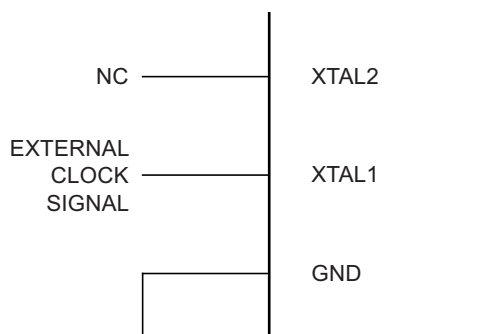 NC
XTAL2
EXTERNAL
CLOCK
SIGNAL
XTAL1
GND